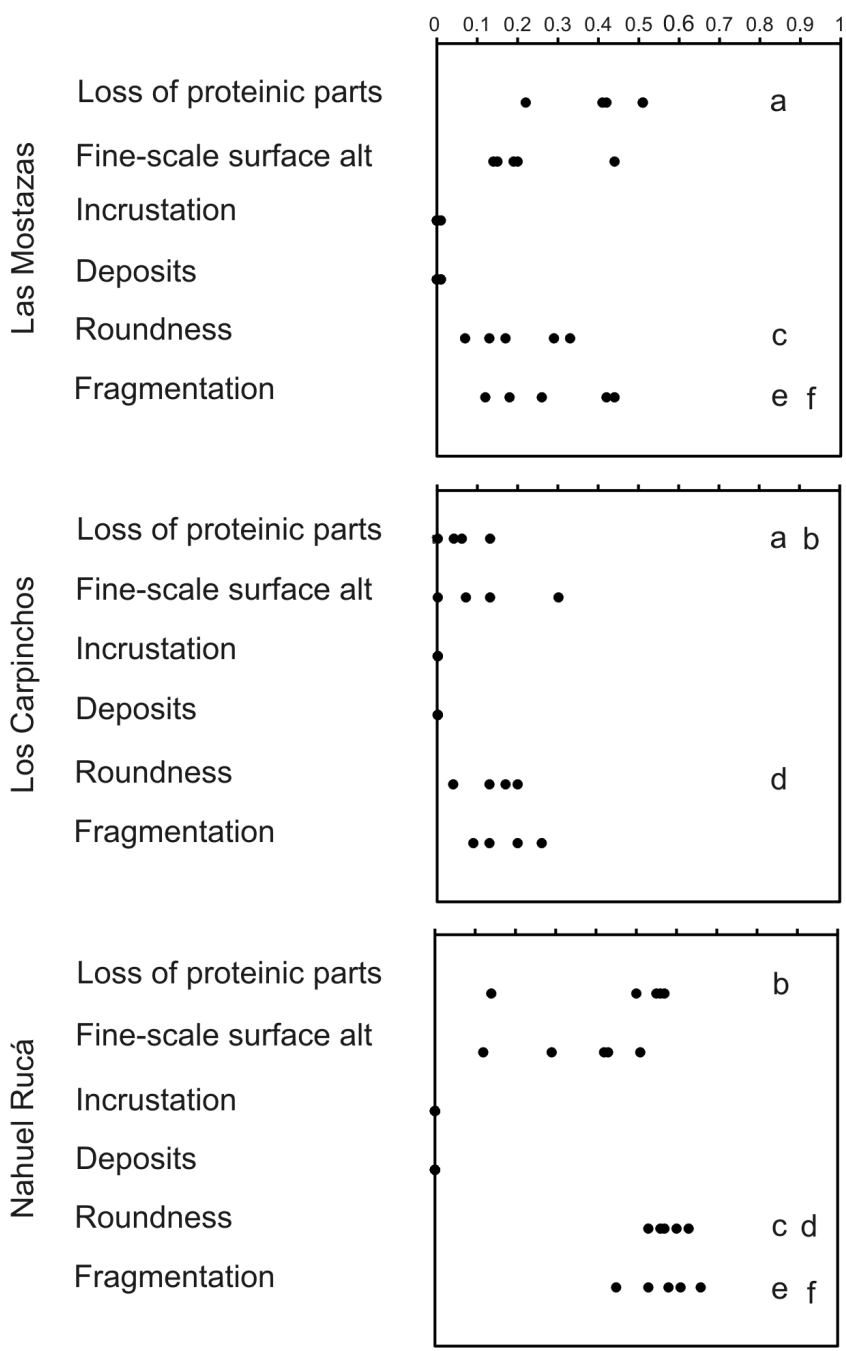 0 0.1 0.2 0.3 0.4 0.5 0.6 0.7 0.8 0.9 1
Las Mostazas
Loss of proteinic parts a
Fine-scale surface alt
Incrustation
Deposits
Roundness c
Fragmentation e f
Los Carpinchos
Loss of proteinic parts a b
Fine-scale surface alt
Incrustation
Deposits
Roundness d
Fragmentation
Nahuel Rucá
Loss of proteinic parts b
Fine-scale surface alt
Incrustation
Deposits
Roundness c d
Fragmentation e f